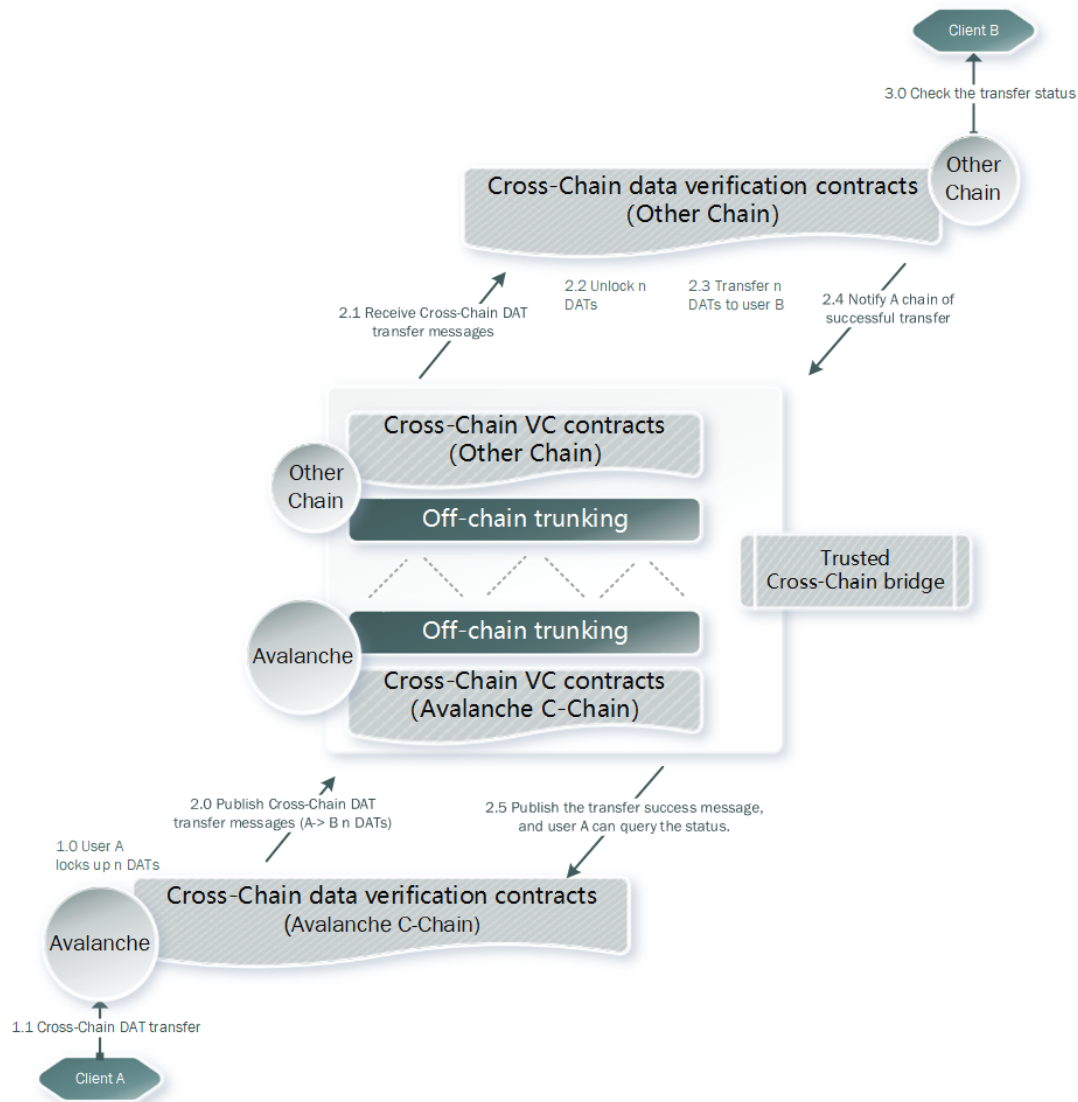 Client B
3.0 Check the transfer status
Other
Chain
Cross-Chain data verification contracts
(Other Chain)
2.1 Receive Cross-Chain DAT
transfer messages
2.2 Unlock n
DATs
2.3 Transfer n
DATs to user B
2.4 Notify A chain of
successful transfer
Cross-Chain VC contracts
(Other Chain)
Other
Chain
Off-chain trunking
Trusted
Cross-Chain bridge
Off-chain trunking
Avalanche
Cross-Chain VC contracts
(Avalanche C-Chain)
2.0 Publish Cross-Chain DAT
transfer messages (A-> B n DATs)
2.5 Publish the transfer success message,
and user A can query the status.
1.0 User A
locks up n DATs
Cross-Chain data verification contracts
(Avalanche C-Chain)
Avalanche
1.1 Cross-Chain DAT transfer
Client A